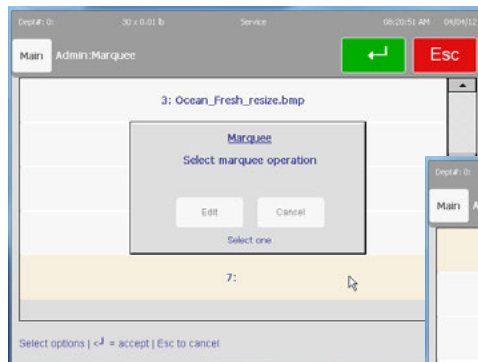 Dept#: 0: 30 x 0.01 lb Service 08:20:51 AM 04/04/12
Main Admin:Marquee Esc
3: Ocean_Fresh_resize.bmp
Marquee
Select marquee operation
Edit Cancel
Select one
7:
Select options | <┘ = accept | Esc to cancel
Dept#: 0:
Main A